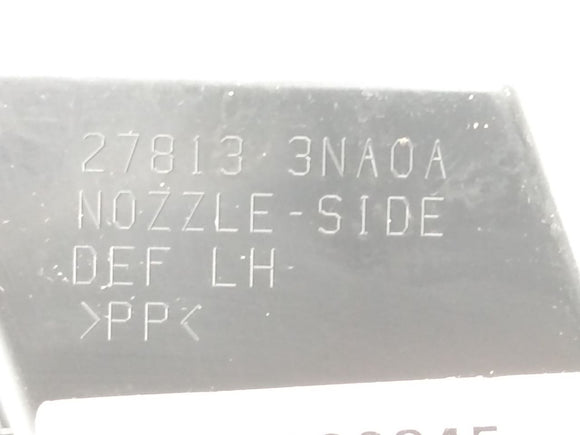 27813 3NA0A
NOZZLE-SIDE
DEF LH
>PP<